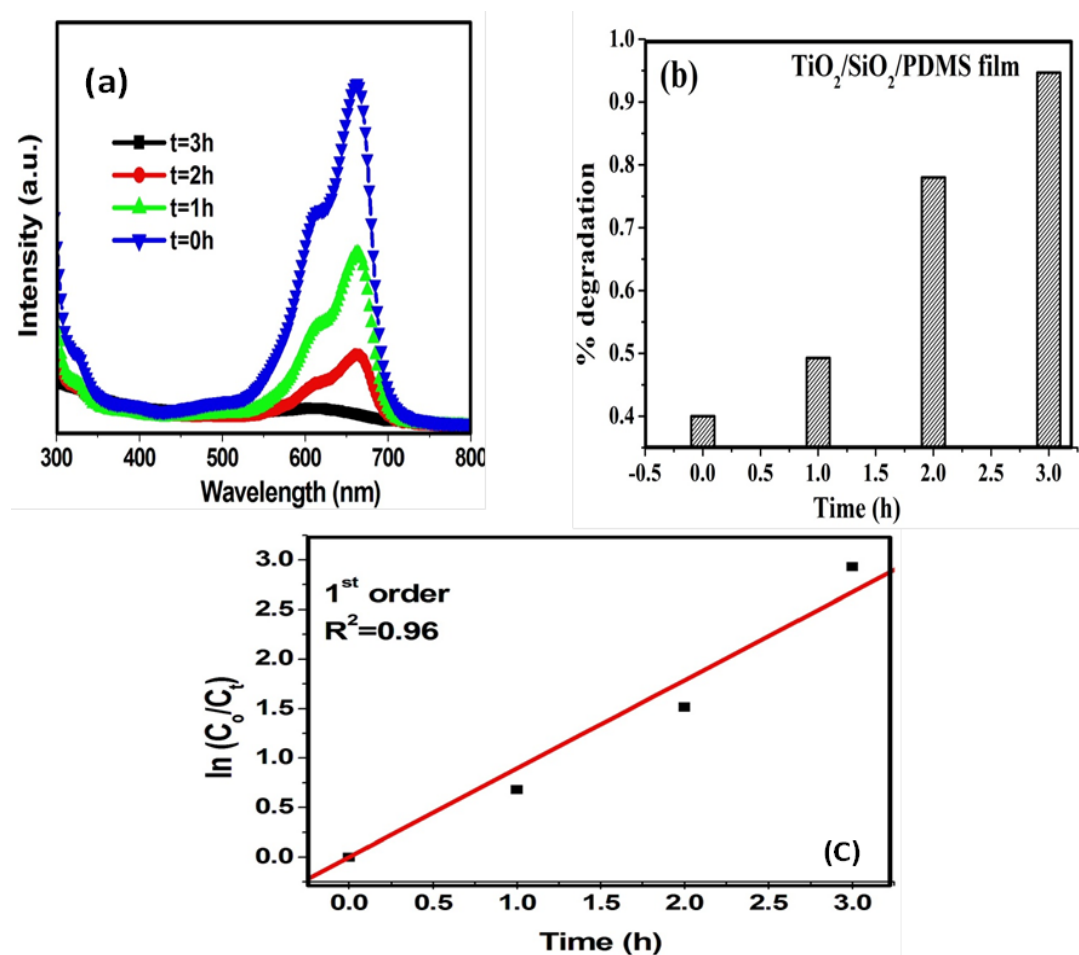 (a)
t=3h
t=2h
t=1h
t=0h
Intensity (a.u.)
300 400 500 600 700 800
Wavelength (nm)
(b)
TiO₂/SiO₂/PDMS film
1.0
0.9
0.8
0.7
0.6
0.5
0.4
% degradation
-0.5 0.0 0.5 1.0 1.5 2.0 2.5 3.0
Time (h)
1ˢᵗ order
R²=0.96
3.0
2.5
2.0
1.5
1.0
0.5
0.0
ln (Cₒ/Cₜ)
(C)
0.0 0.5 1.0 1.5 2.0 2.5 3.0
Time (h)